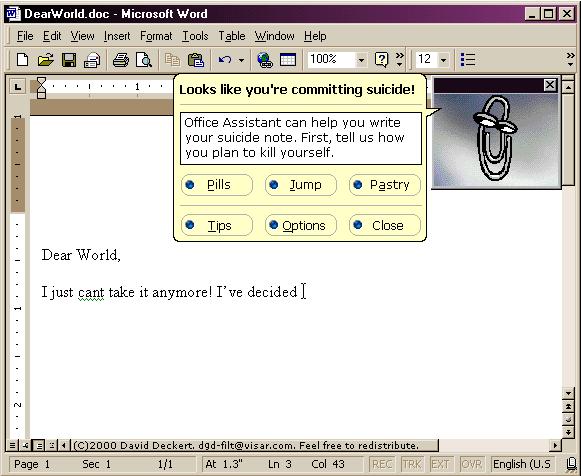 DearWorld.doc - Microsoft Word
File Edit View Insert Format Tools Table Window Help
100% 12
L 1 1
Looks like you're committing suicide!
Office Assistant can help you write
your suicide note. First, tell us how
you plan to kill yourself.
Pills Jump Pastry
Tips Options Close
Dear World,
I just cant take it anymore! I've decided
1
2
(C)2000 David Deckert. dgd-filt@visar.com. Feel free to redistribute.
Page 1 Sec 1 1/1 At 1.3" Ln 3 Col 43 REC TRK EXT OVR English (U.S